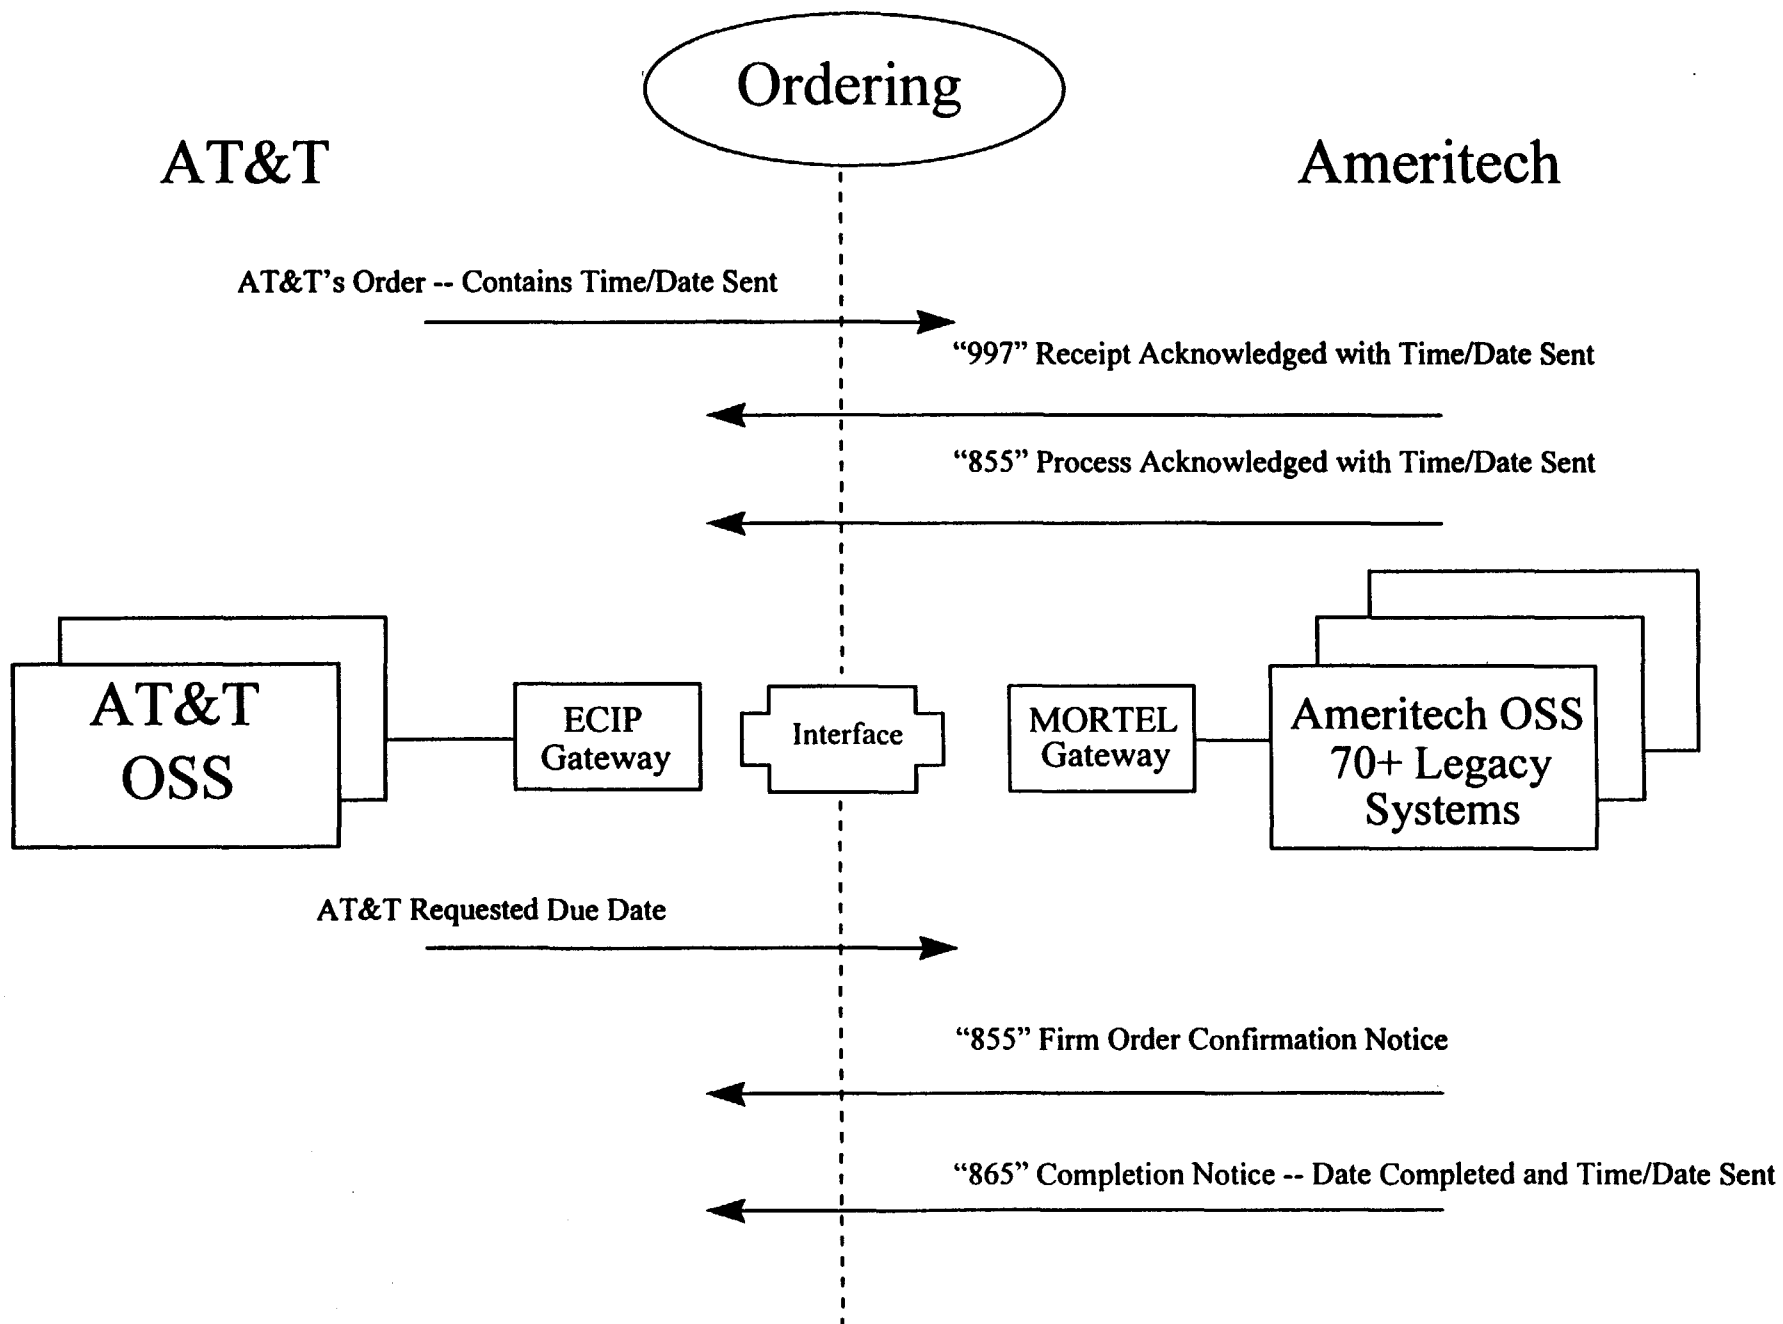 Ordering
AT&T
Ameritech
AT&T's Order -- Contains Time/Date Sent
“997” Receipt Acknowledged with Time/Date Sent
“855” Process Acknowledged with Time/Date Sent
AT&T
OSS
ECIP
Gateway
Interface
MORTEL
Gateway
Ameritech OSS
70+ Legacy
Systems
AT&T Requested Due Date
“855” Firm Order Confirmation Notice
“865” Completion Notice -- Date Completed and Time/Date Sent